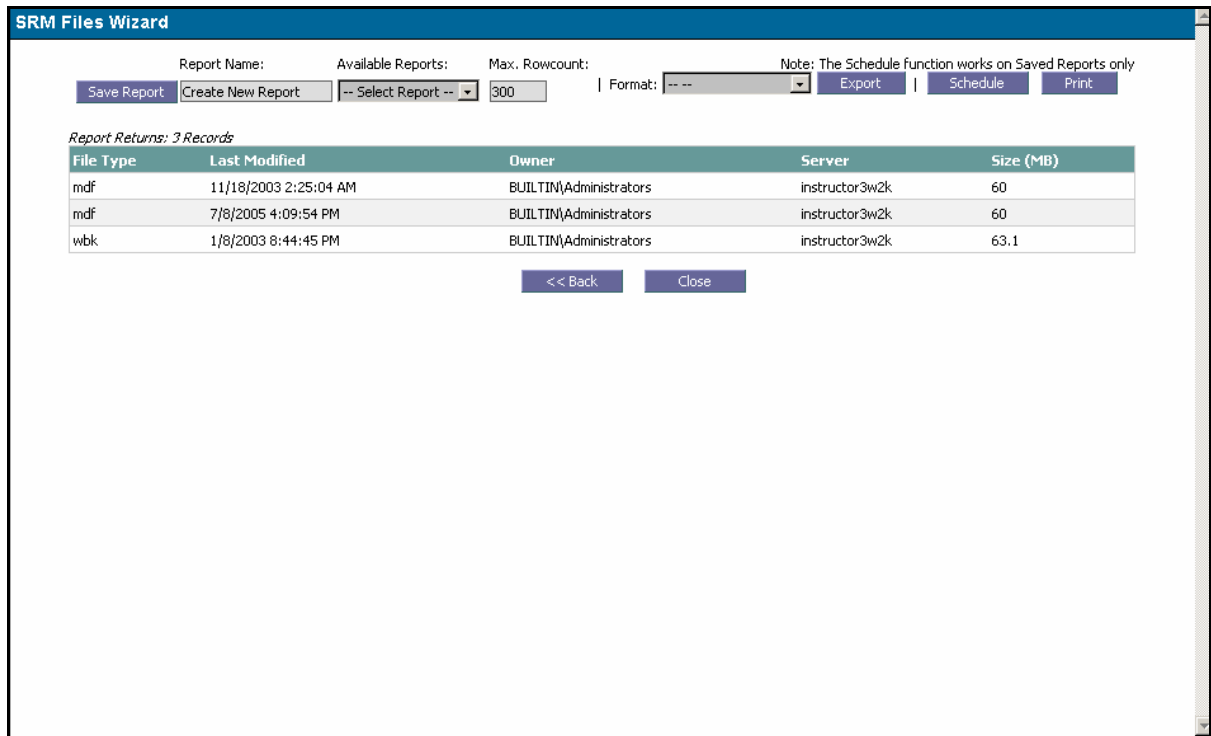 SRM Files Wizard
Report Name: Available Reports: Max. Rowcount: Note: The Schedule function works on Saved Reports only
Save Report Create New Report -- Select Report -- 300 | Format: -- -- Export | Schedule Print
Report Returns: 3 Records
File Type Last Modified Owner Server Size (MB)
mdf 11/18/2003 2:25:04 AM BUILTIN\Administrators instructor3w2k 60
mdf 7/8/2005 4:09:54 PM BUILTIN\Administrators instructor3w2k 60
wbk 1/8/2003 8:44:45 PM BUILTIN\Administrators instructor3w2k 63.1
<< Back Close